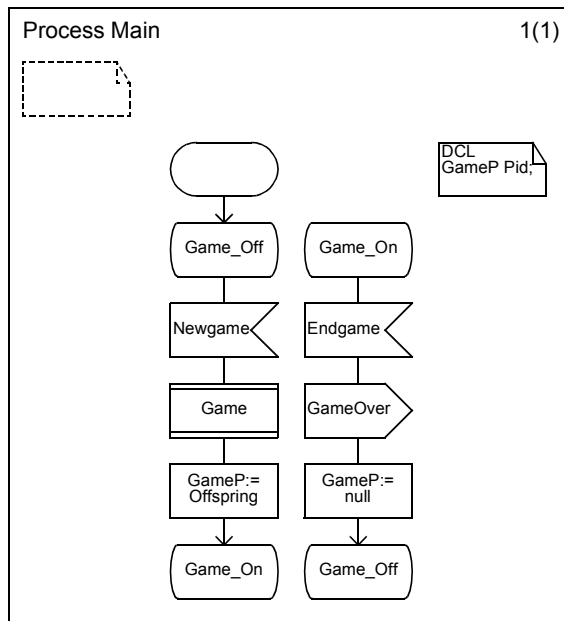 Process Main
1(1)
DCL
GameP Pid;
Game_Off
Newgame
Game
GameP:=
Offspring
Game_On
Game_On
Endgame
GameOver
GameP:=
null
Game_Off